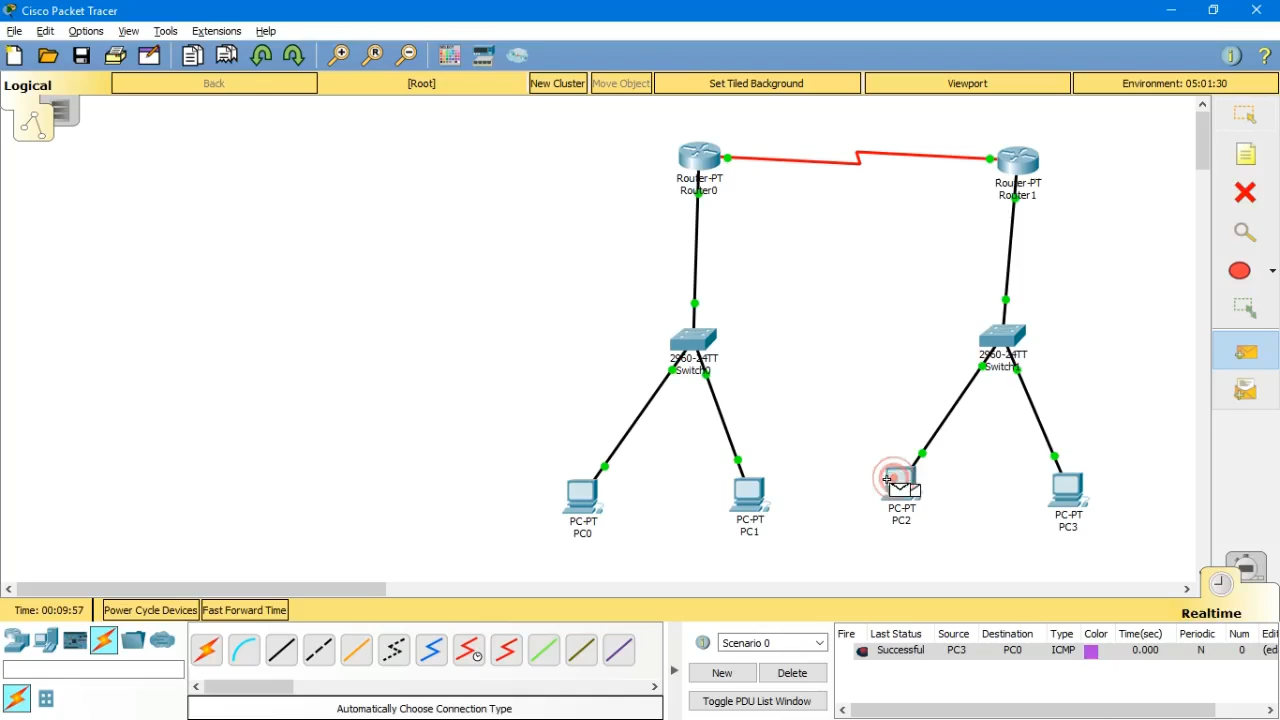 Cisco Packet Tracer
File Edit Options View Tools Extensions Help
Logical Back [Root] New Cluster Move Object Set Tiled Background Viewport Environment: 05:01:30
Router-PT
Router0
Router-PT
Router1
2960-24TT
Switch0
2960-24TT
Switch1
PC-PT
PC0
PC-PT
PC1
PC-PT
PC2
PC-PT
PC3
Time: 00:09:57 Power Cycle Devices Fast Forward Time Realtime
Scenario 0
New Delete
Toggle PDU List Window
Fire Last Status Source Destination Type Color Time(sec) Periodic N Num Edi
Successful PC3 PC0 ICMP 0.000 N 0 (ed
Automatically Choose Connection Type